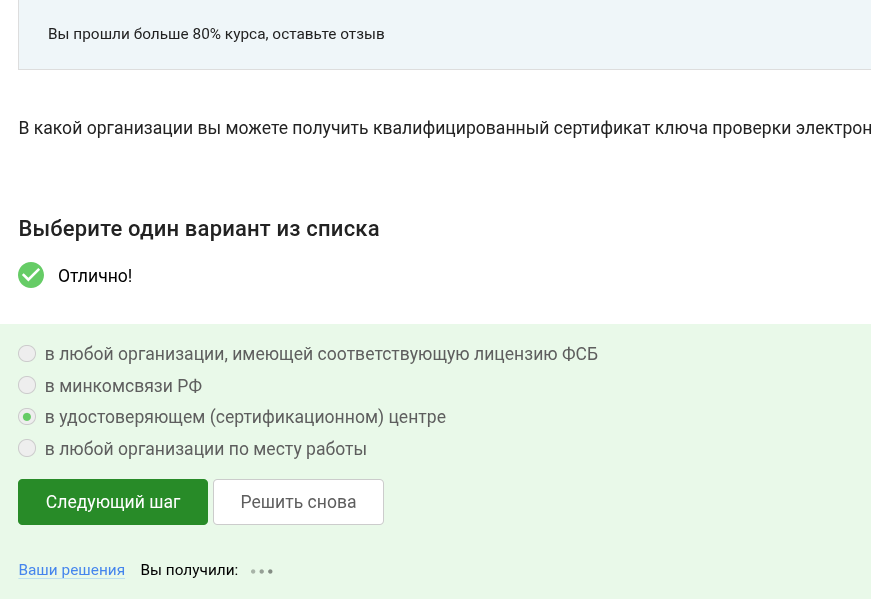 Вы прошли больше 80% курса, оставьте отзыв
В какой организации вы можете получить квалифицированный сертификат ключа проверки электрон
Выберите один вариант из списка
Отлично!
в любой организации, имеющей соответствующую лицензию ФСБ
в минкомсвязи РФ
в удостоверяющем (сертификационном) центре
в любой организации по месту работы
Следующий шаг Решить снова
Ваши решения Вы получили: